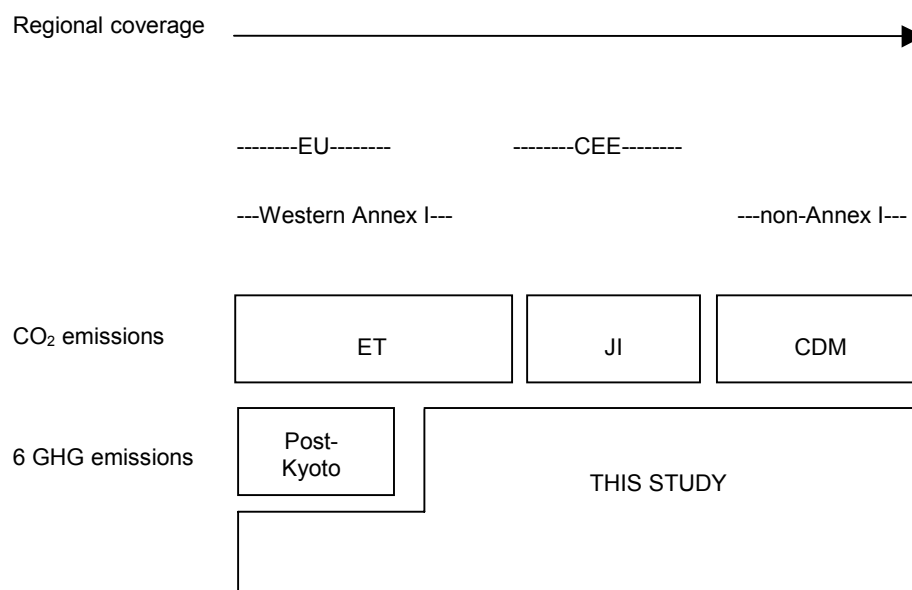 Regional coverage
--------EU-------- --------CEE--------
---Western Annex I--- ---non-Annex I---
CO₂ emissions ET JI CDM
6 GHG emissions Post-
Kyoto
THIS STUDY